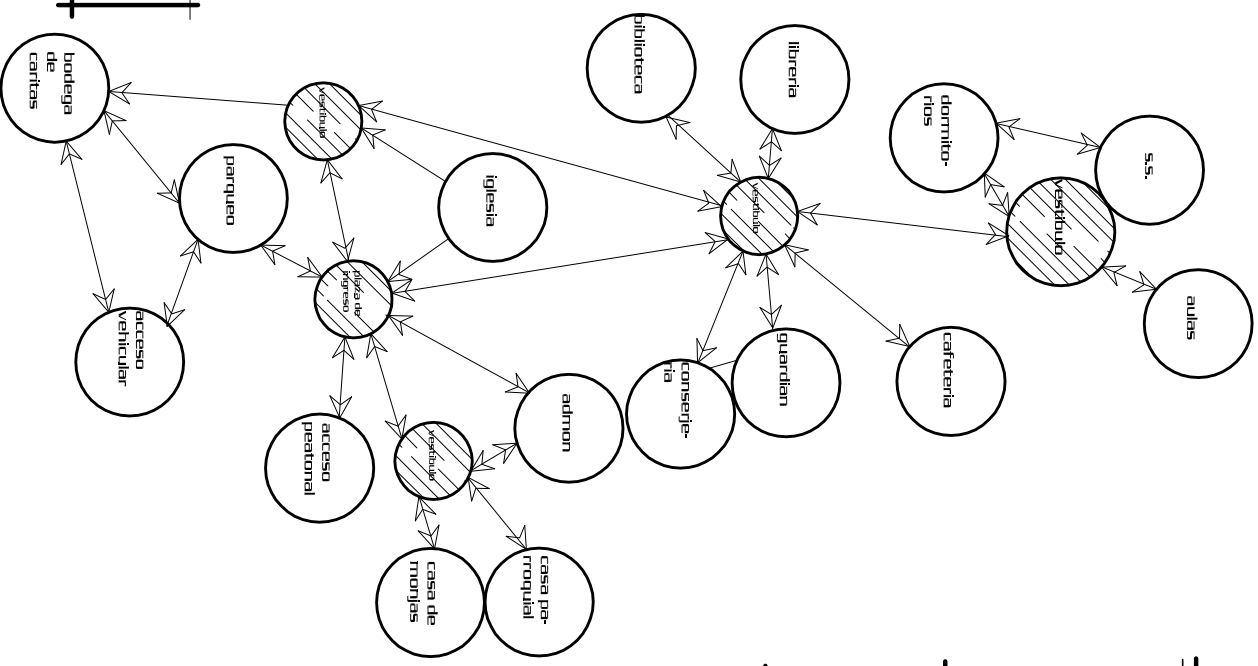 bodega
de
caritas
parqueo
acceso
vehicular
vestibulo
iglesia
plaza de
ingreso
acceso
peatonal
vestibulo
admon
casa de
monjas
casa pa-
rroquial
biblioteca
libreria
vestibulo
conserje-
ria
guardian
cafeteria
dormito-
rios
s.s.
vestibulo
aulas